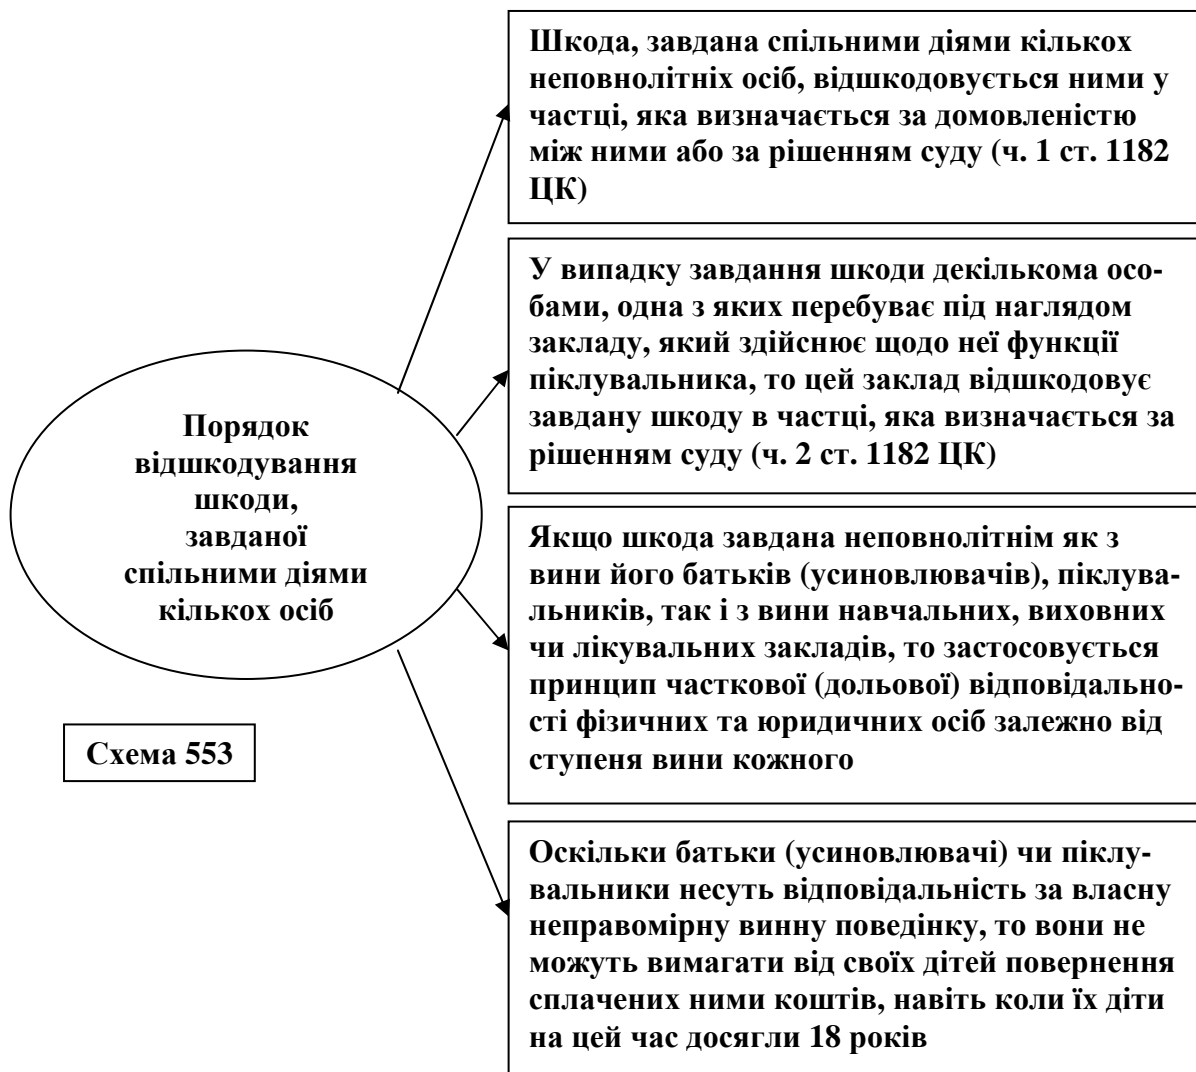 Шкода, завдана спільними діями кількох
неповнолітніх осіб, відшкодовується ними у
частці, яка визначається за домовленістю
між ними або за рішенням суду (ч. 1 ст. 1182
ЦК)
У випадку завдання шкоди декількома осо-
бами, одна з яких перебуває під наглядом
закладу, який здійснює щодо неї функції
піклувальника, то цей заклад відшкодовує
завдану шкоду в частці, яка визначається за
рішенням суду (ч. 2 ст. 1182 ЦК)
Порядок
відшкодування
шкоди,
завданої
спільними діями
кількох осіб
Якщо шкода завдана неповнолітнім як з
вини його батьків (усиновлювачів), піклува-
льників, так і з вини навчальних, виховних
чи лікувальних закладів, то застосовується
принцип часткової (дольової) відповідально-
сті фізичних та юридичних осіб залежно від
ступеня вини кожного
Схема 553
Оскільки батьки (усиновлювачі) чи піклу-
вальники несуть відповідальність за власну
неправомірну винну поведінку, то вони не
можуть вимагати від своїх дітей повернення
сплачених ними коштів, навіть коли їх діти
на цей час досягли 18 років